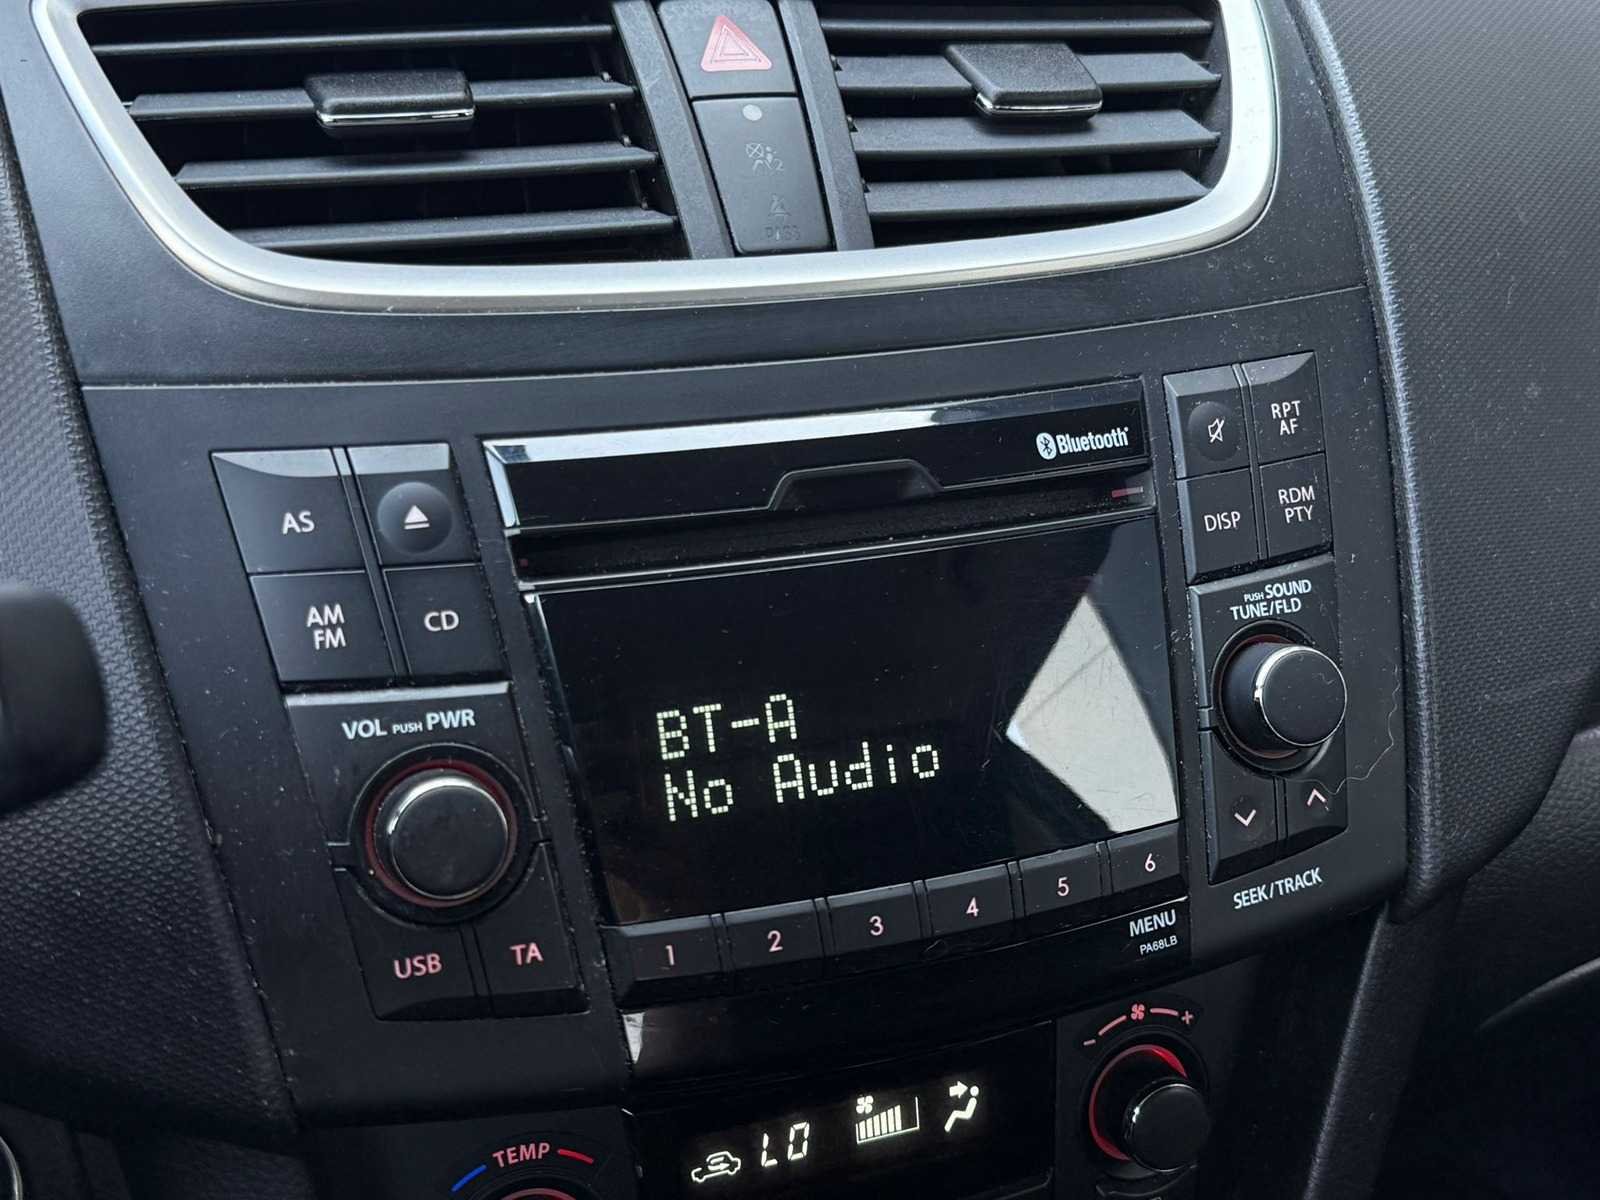 PASS
Bluetooth
AS
AM
FM
CD
RPT
AF
DISP
RDM
PTY
PUSH SOUND
TUNE/FLD
VOL PUSH PWR
BT-A
No Audio
USB
TA
1
2
3
4
5
6
SEEK/TRACK
MENU
PA68LB
- +
TEMP
LO